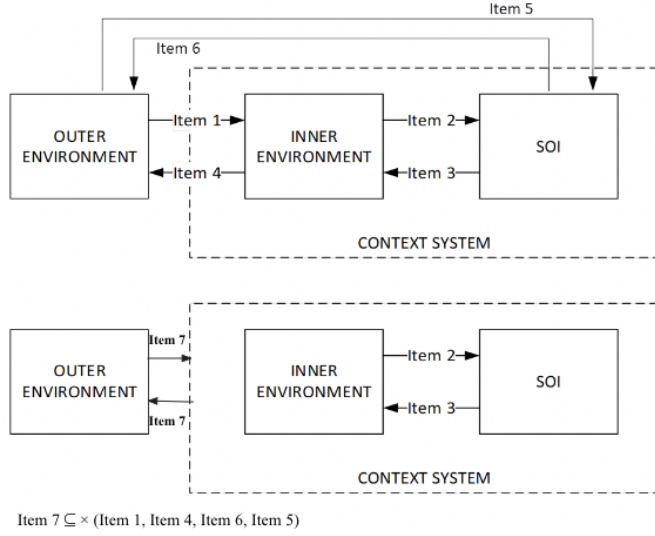 Item 5
Item 6
OUTER
ENVIRONMENT
Item 1
INNER
ENVIRONMENT
Item 2
SOI
Item 4
Item 3
CONTEXT SYSTEM
OUTER
ENVIRONMENT
Item 7
Item 7
INNER
ENVIRONMENT
Item 2
Item 3
SOI
CONTEXT SYSTEM
Item 7 ⊆ × (Item 1, Item 4, Item 6, Item 5)